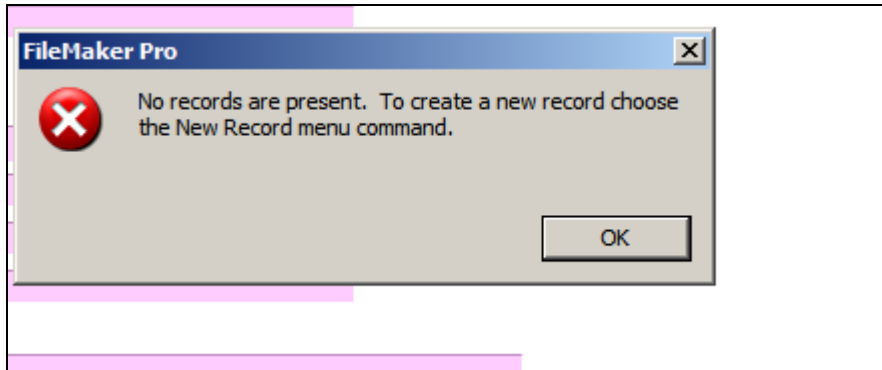 FileMaker Pro
No records are present. To create a new record choose
the New Record menu command.
OK